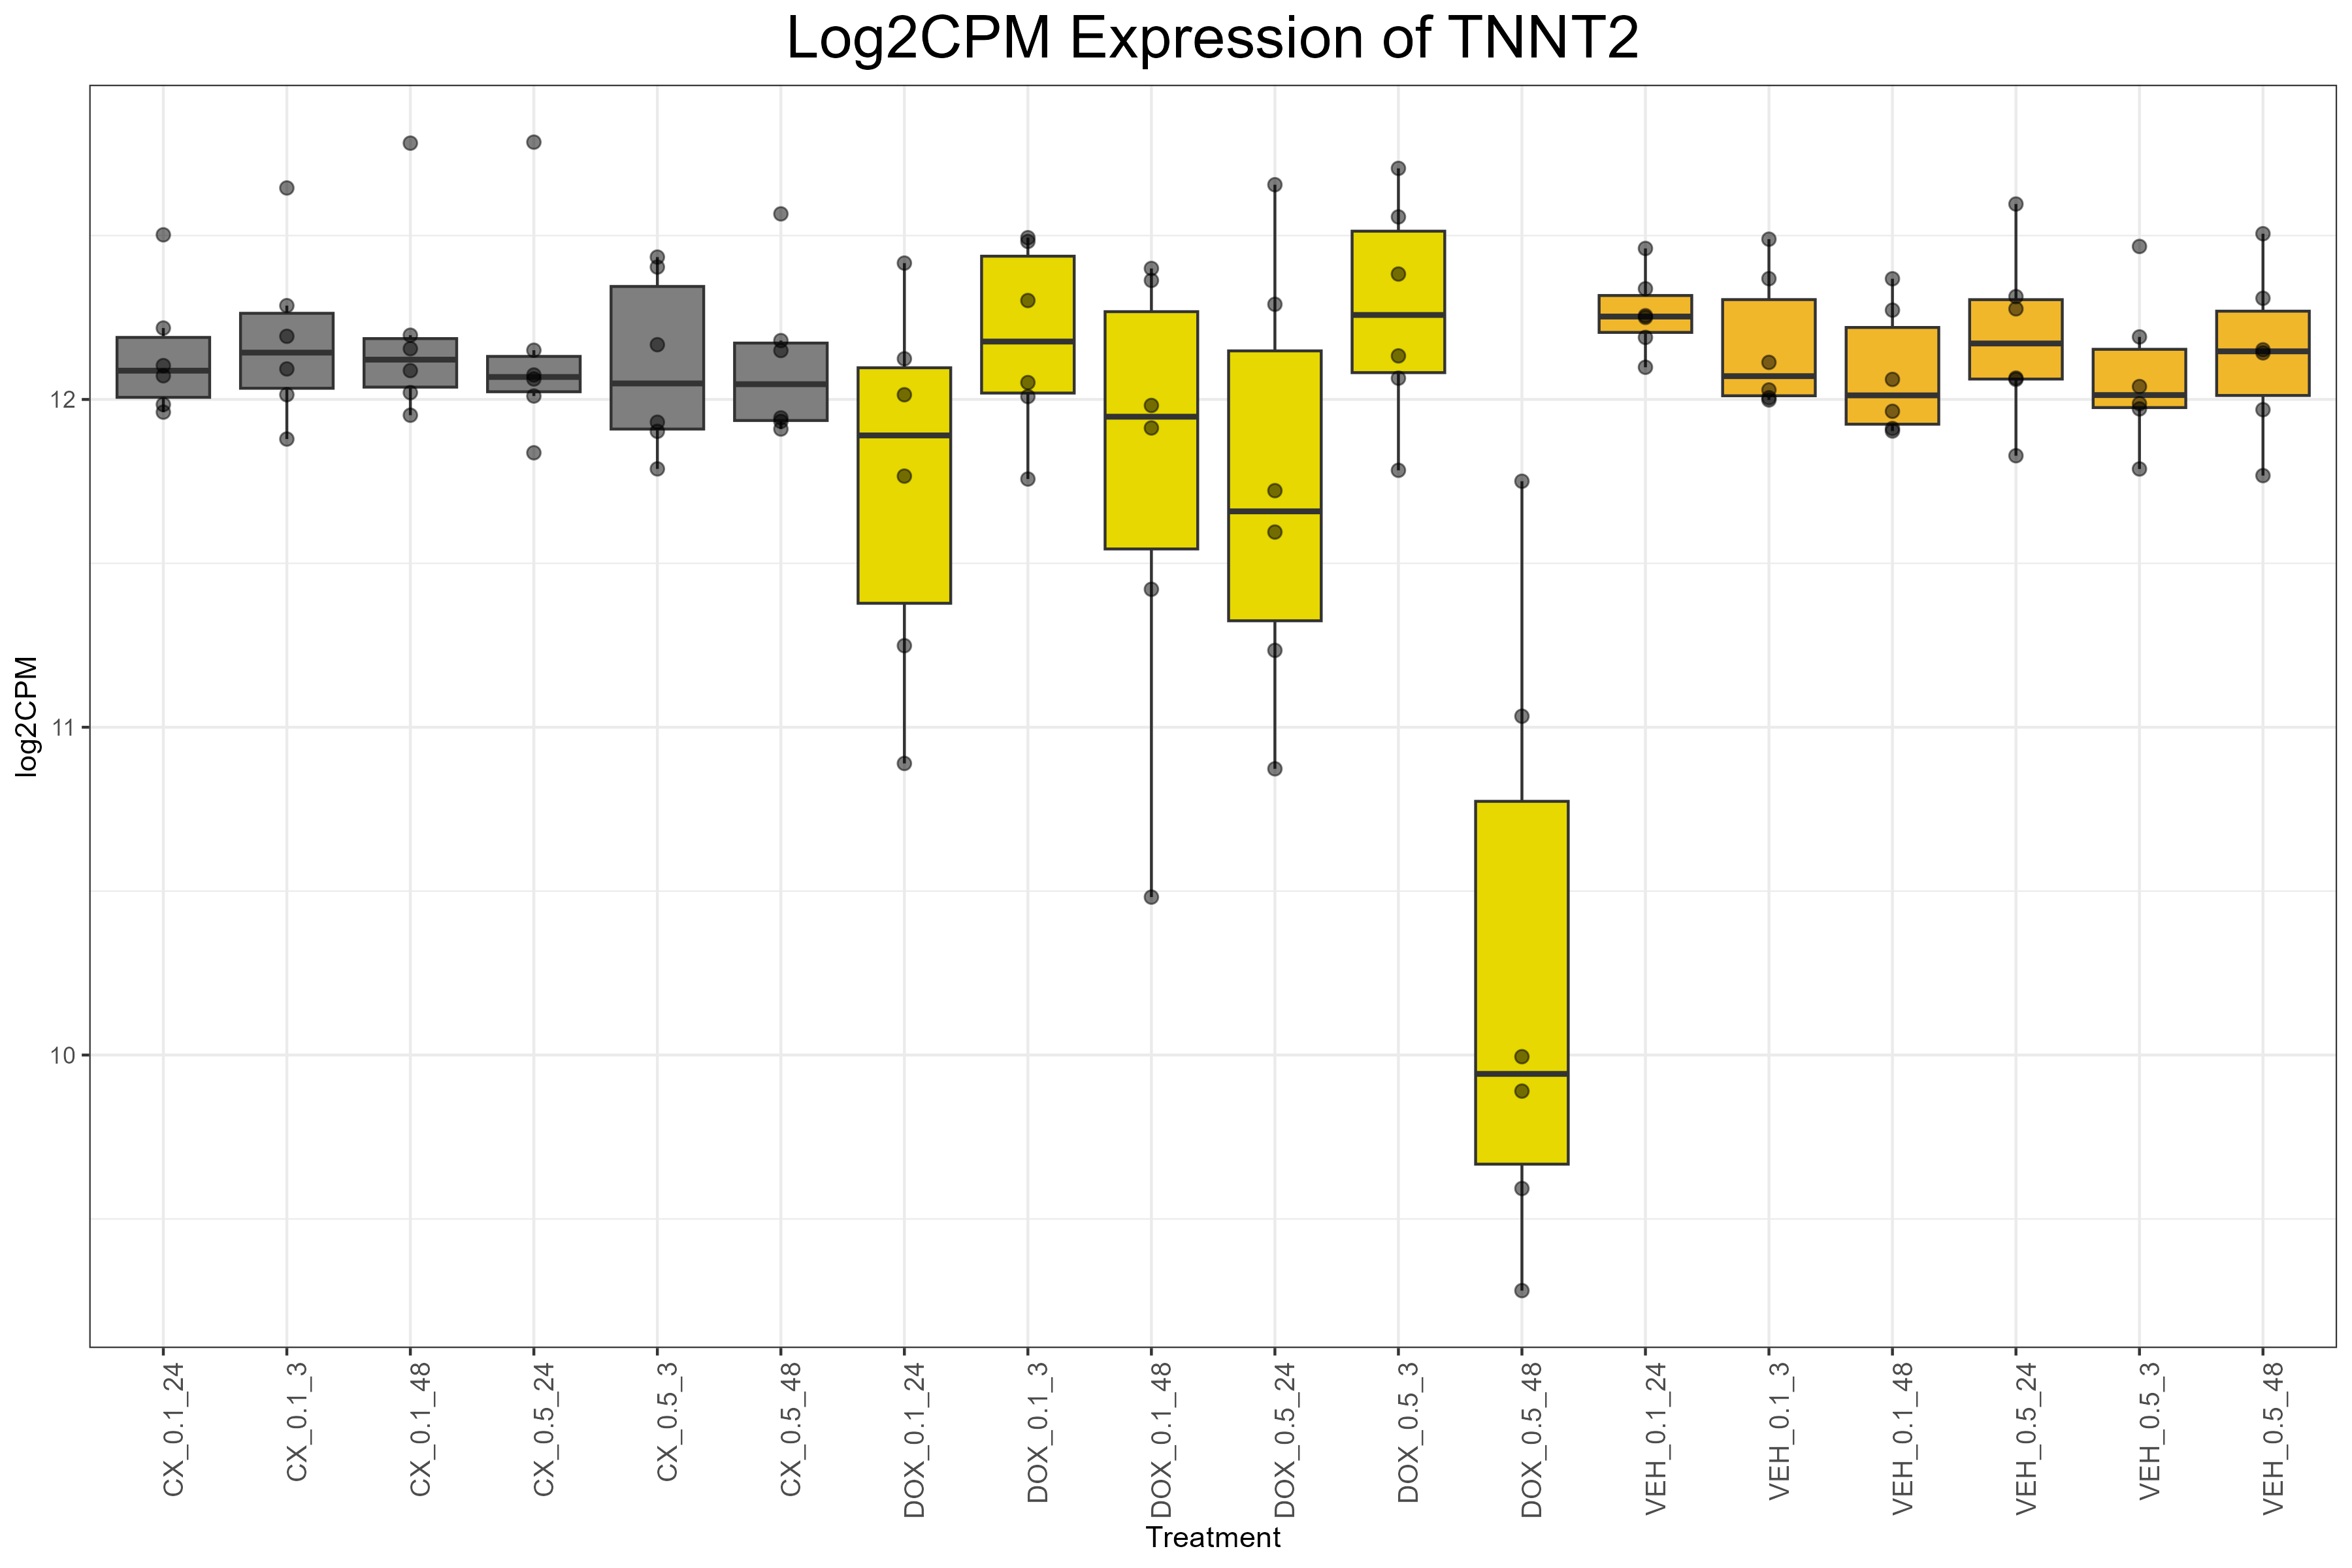 Log2CPM Expression of TNNT2
log2CPM
12
11
10
CX_0.1_24
CX_0.1_3
CX_0.1_48
CX_0.5_24
CX_0.5_3
CX_0.5_48
DOX_0.1_24
DOX_0.1_3
DOX_0.1_48
DOX_0.5_24
DOX_0.5_3
DOX_0.5_48
VEH_0.1_24
VEH_0.1_3
VEH_0.1_48
VEH_0.5_24
VEH_0.5_3
VEH_0.5_48
Treatment